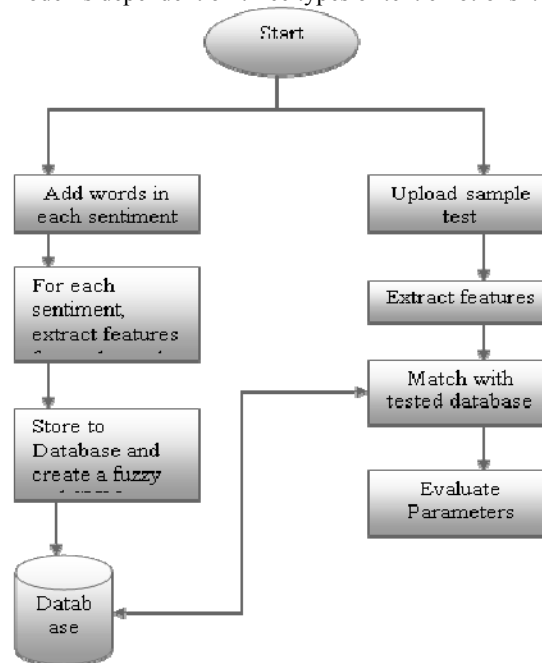 Start
Add words in
each sentiment
For each
sentiment,
extract features
Store to
Database and
create a fuzzy
Datab
ase
Upload sample
test
Extract features
Match with
tested database
Evaluate
Parameters